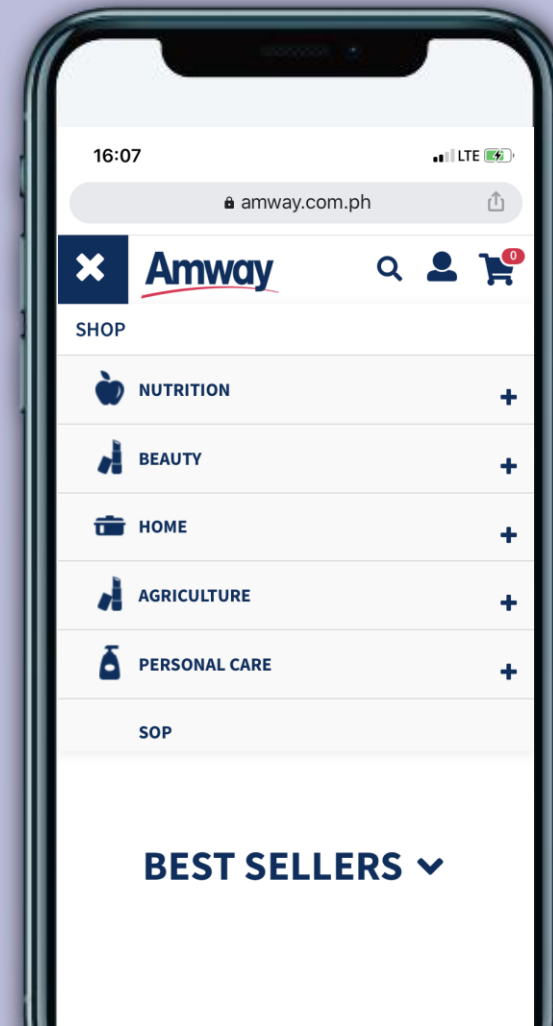 16:07
LTE
amway.com.ph
Amway
0
SHOP
NUTRITION
BEAUTY
HOME
AGRICULTURE
PERSONAL CARE
SOP
BEST SELLERS